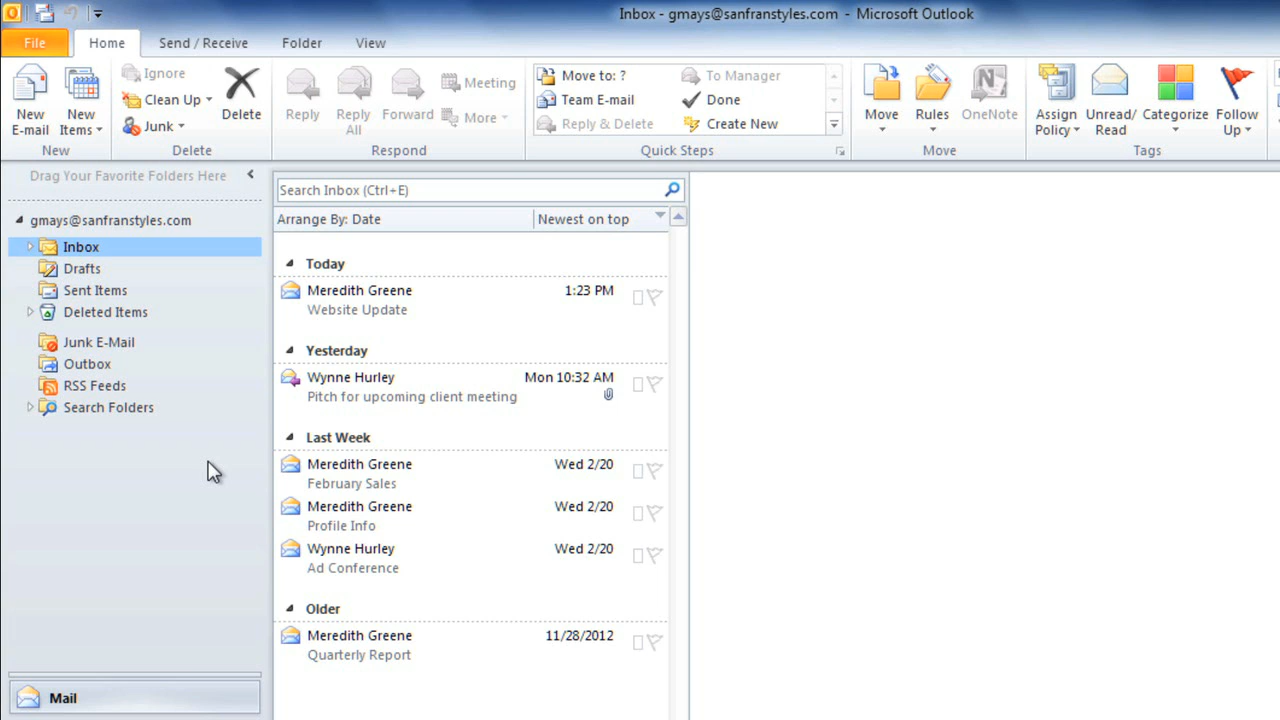 Inbox - gmays@sanfranstyles.com - Microsoft Outlook
File Home Send / Receive Folder View
New E-mail
New Items
New
Ignore
Clean Up
Junk
Delete
Delete
Reply
Reply All
Forward
Meeting
More
Respond
Move to: ?
Team E-mail
Reply & Delete
To Manager
Done
Create New
Quick Steps
Move
Rules
OneNote
Move
Assign Policy
Unread/ Read
Categorize
Follow Up
Tags
Drag Your Favorite Folders Here
gmays@sanfranstyles.com
Inbox
Drafts
Sent Items
Deleted Items
Junk E-Mail
Outbox
RSS Feeds
Search Folders
Mail
Search Inbox (Ctrl+E)
Arrange By: Date Newest on top
Today
Meredith Greene 1:23 PM
Website Update
Yesterday
Wynne Hurley Mon 10:32 AM
Pitch for upcoming client meeting
Last Week
Meredith Greene Wed 2/20
February Sales
Meredith Greene Wed 2/20
Profile Info
Wynne Hurley Wed 2/20
Ad Conference
Older
Meredith Greene 11/28/2012
Quarterly Report